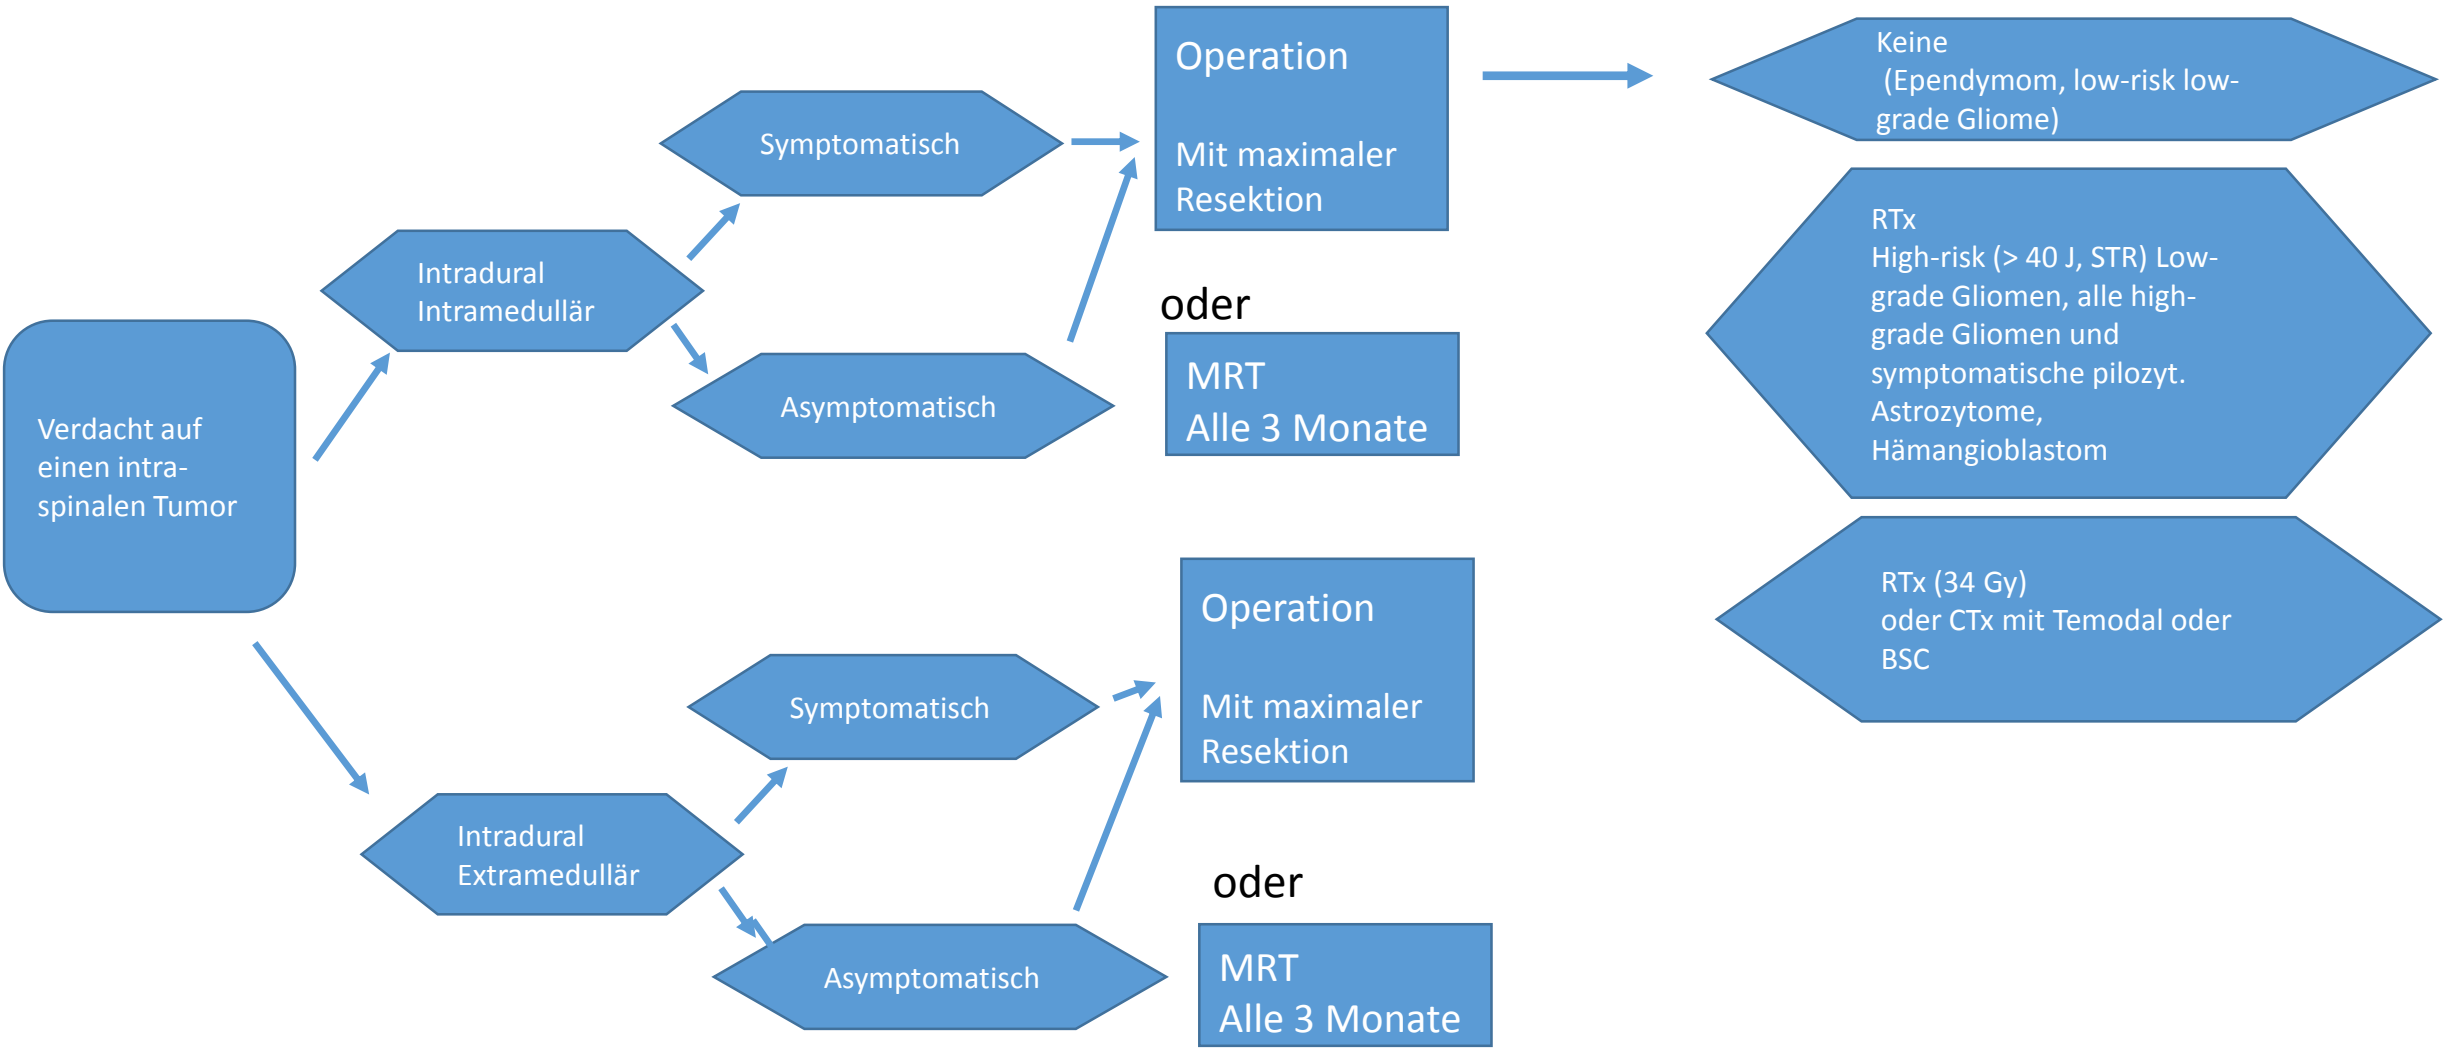 Verdacht auf
einen intra-
spinalen Tumor
Intradural
Intramedullär
Symptomatisch
Asymptomatisch
Operation
Mit maximaler
Resektion
oder
MRT
Alle 3 Monate
Keine
(Ependymom, low-risk low-
grade Gliome)
RTx
High-risk (> 40 J, STR) Low-
grade Gliomen, alle high-
grade Gliomen und
symptomatische pilozyt.
Astrozytome,
Hämangioblastom
RTx (34 Gy)
oder CTx mit Temodal oder
BSC
Intradural
Extramedullär
Symptomatisch
Asymptomatisch
Operation
Mit maximaler
Resektion
oder
MRT
Alle 3 Monate